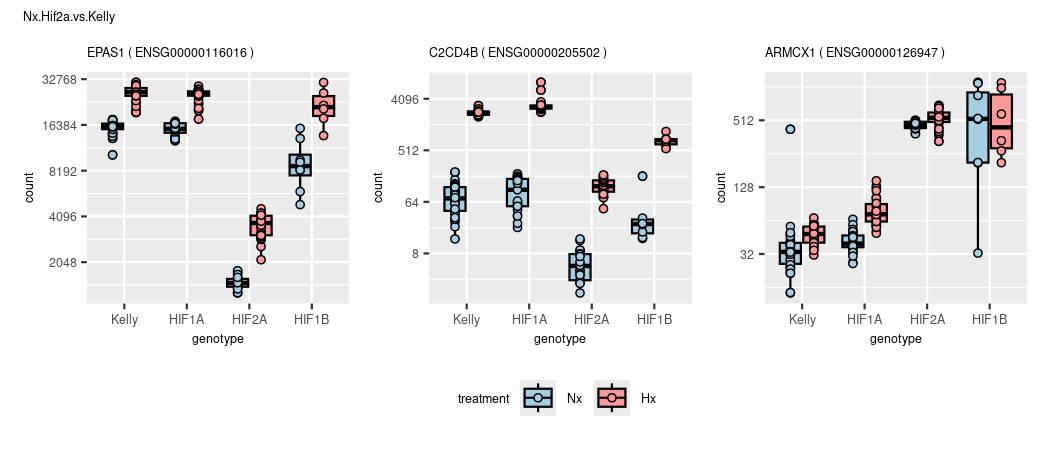 Nx.Hif2a.vs.Kelly
EPAS1 ( ENSG00000116016 )
32768
16384
8192
4096
2048
count
Kelly HIF1A HIF2A HIF1B
genotype
C2CD4B ( ENSG00000205502 )
4096
512
64
8
count
Kelly HIF1A HIF2A HIF1B
genotype
ARMCX1 ( ENSG00000126947 )
512
128
32
count
Kelly HIF1A HIF2A HIF1B
genotype
treatment Nx Hx